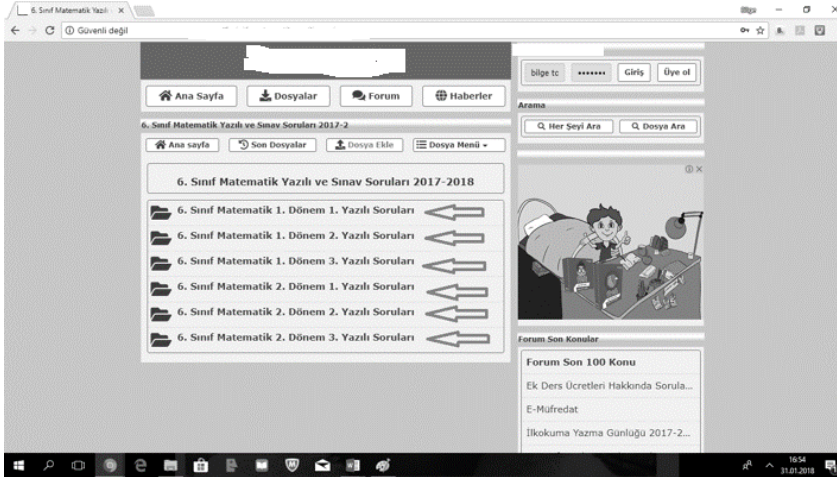 6. Sınıf Matematik Yazılı
Bilge
Güvenli değil
Ana Sayfa
Dosyalar
Forum
Haberler
6. Sınıf Matematik Yazılı ve Sınav Soruları 2017-2
Ana sayfa
Son Dosyalar
Dosya Ekle
Dosya Menü
6. Sınıf Matematik Yazılı ve Sınav Soruları 2017-2018
6. Sınıf Matematik 1. Dönem 1. Yazılı Soruları
6. Sınıf Matematik 1. Dönem 2. Yazılı Soruları
6. Sınıf Matematik 1. Dönem 3. Yazılı Soruları
6. Sınıf Matematik 2. Dönem 1. Yazılı Soruları
6. Sınıf Matematik 2. Dönem 2. Yazılı Soruları
6. Sınıf Matematik 2. Dönem 3. Yazılı Soruları
bilge tc
Giriş
Üye ol
Arama
Her Şeyi Ara
Dosya Ara
Forum Son Konular
Forum Son 100 Konu
Ek Ders Ücretleri Hakkında Sorula...
E-Müfredat
İlkokuma Yazma Günlüğü 2017-2...
16:54
31.01.2018